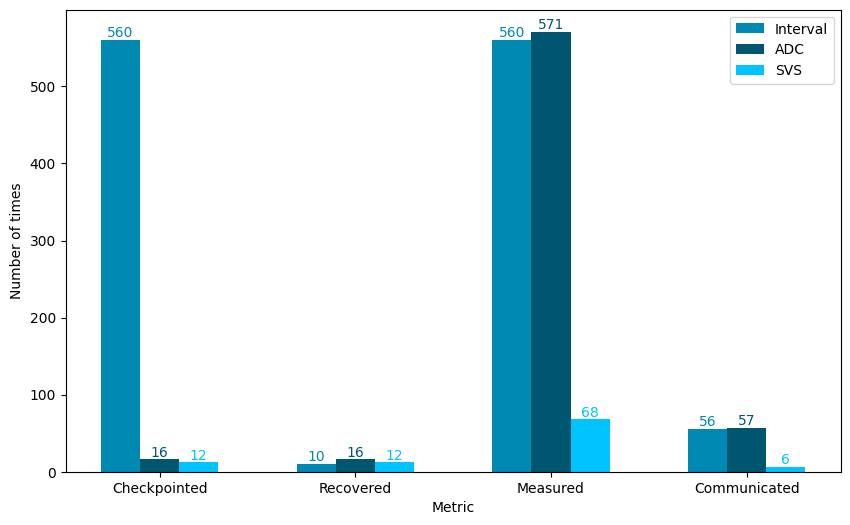 Number of times
500
400
300
200
100
0
560
16
12
10
16
12
560
571
68
56
57
6
Interval
ADC
SVS
Checkpointed
Recovered
Measured
Communicated
Metric